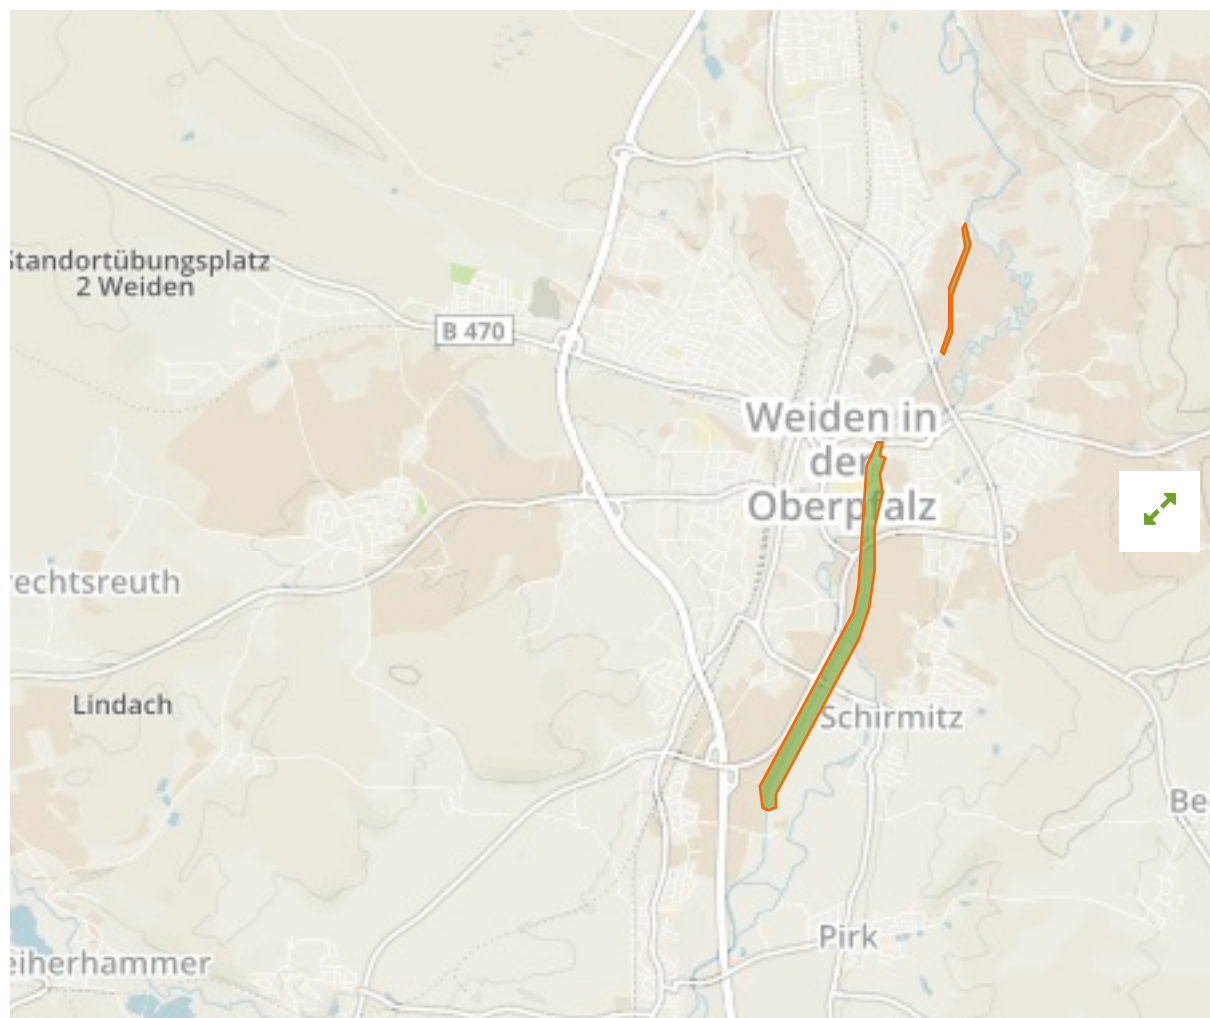 Standortübungsplatz
2 Weiden
B 470
Weiden in
der
Oberpfalz
rechtsreuth
Lindach
Schirmitz
Be
Pirk
eiherhammer